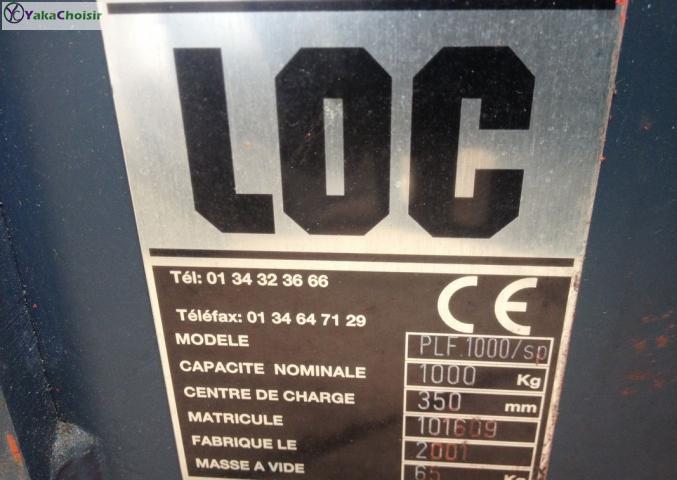 YakaChoisir
LOC
Tél: 01 34 32 36 66
Téléfax: 01 34 64 71 29
CE
MODELE PLF.1000/sp
CAPACITE NOMINALE 1000 Kg
CENTRE DE CHARGE 350 mm
MATRICULE 101609
FABRIQUE LE 2001
MASSE A VIDE 65 Kg